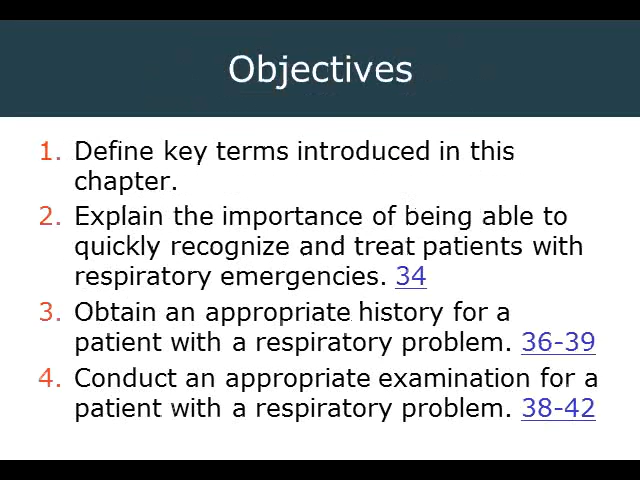 Objectives
1. Define key terms introduced in this
chapter.
2. Explain the importance of being able to
quickly recognize and treat patients with
respiratory emergencies. 34
3. Obtain an appropriate history for a
patient with a respiratory problem. 36-39
4. Conduct an appropriate examination for a
patient with a respiratory problem. 38-42